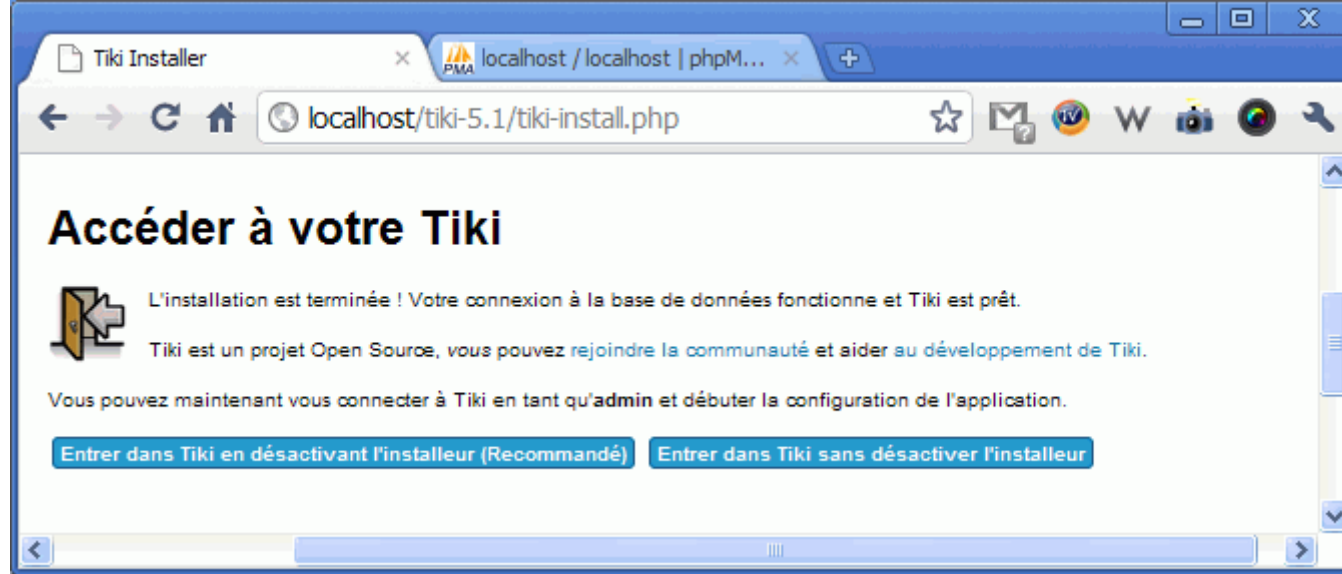 Tiki Installer
PMA localhost / localhost | phpM...
localhost/tiki-5.1/tiki-install.php
Accéder à votre Tiki
L'installation est terminée ! Votre connexion à la base de données fonctionne et Tiki est prêt.
Tiki est un projet Open Source, vous pouvez rejoindre la communauté et aider au développement de Tiki.
Vous pouvez maintenant vous connecter à Tiki en tant qu'admin et débuter la configuration de l'application.
Entrer dans Tiki en désactivant l'installeur (Recommandé) Entrer dans Tiki sans désactiver l'installeur